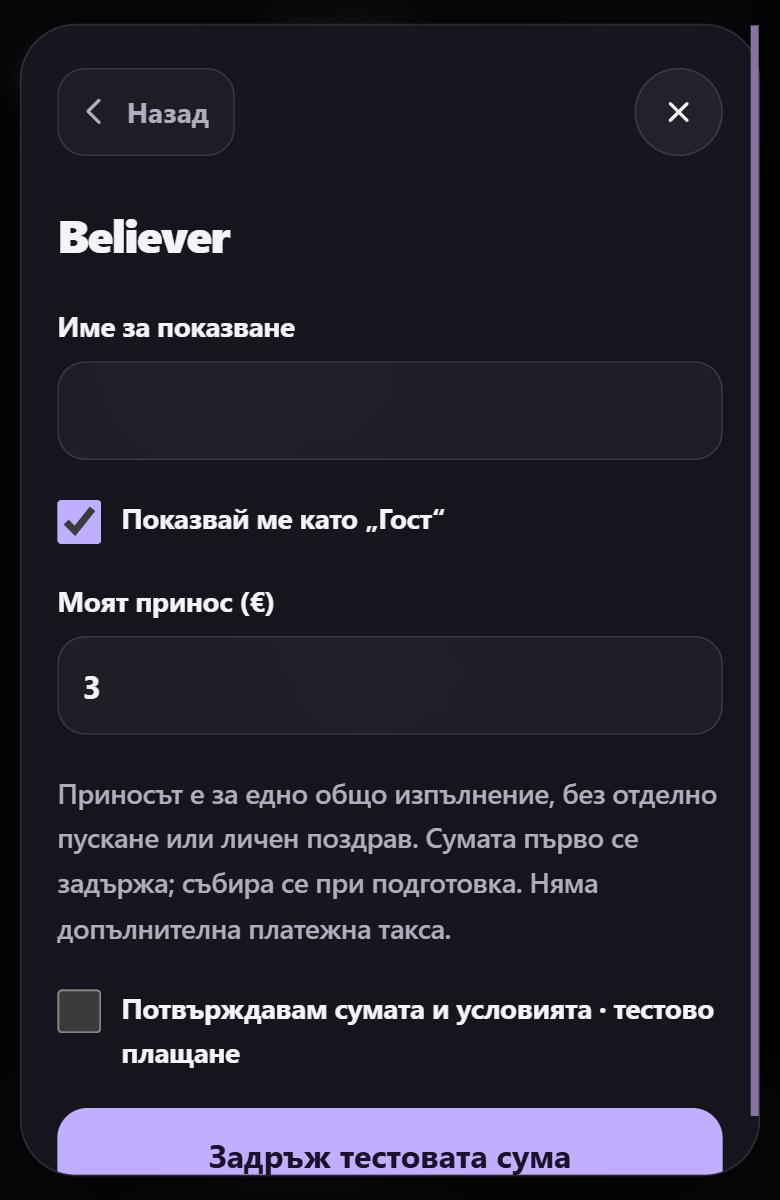 Назад
Believer
Име за показване
Показвай ме като „Гост“
Моят принос (€)
3
Приносът е за едно общо изпълнение, без отделно
пускане или личен поздрав. Сумата първо се
задържа; събира се при подготовка. Няма
допълнителна платежна такса.
Потвърждавам сумата и условията · тестово
плащане
Задръж тестовата сума